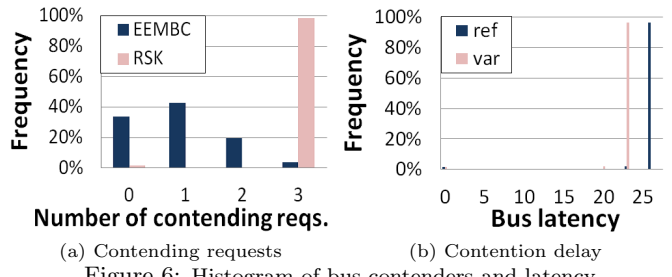 100%
80%
60%
40%
20%
0%
Frequency
EEMBC
RSK
0 1 2 3
Number of contending reqs.
(a) Contending requests
100%
80%
60%
40%
20%
0%
Frequency
ref
var
0 5 10 15 20 25
Bus latency
(b) Contention delay
Figure 6: Histogram of bus contenders and latency